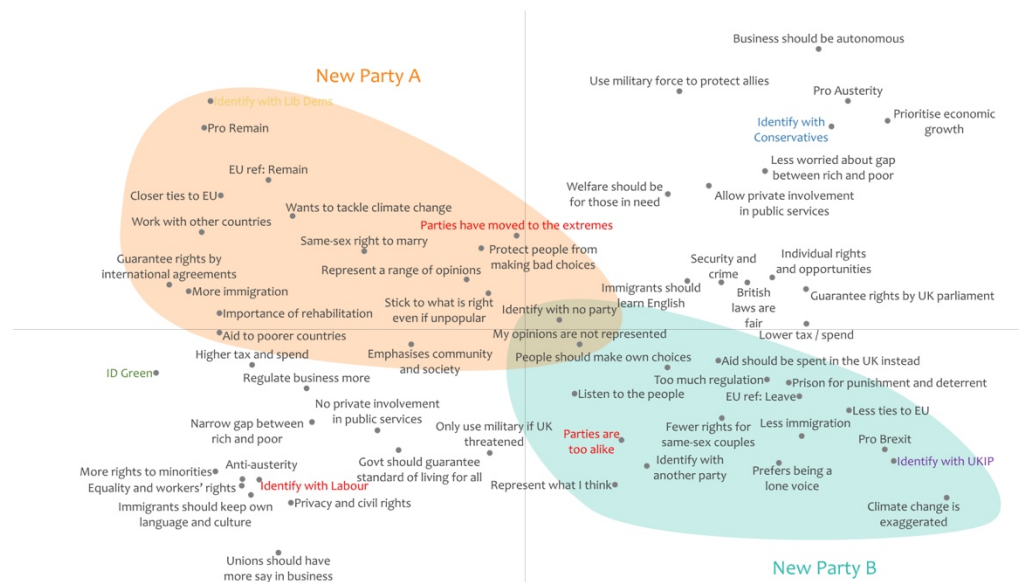 Business should be autonomous
New Party A
Use military force to protect allies
Pro Austerity
Identify with Lib Dems
Prioritise economic
growth
Identify with
Conservatives
Pro Remain
Less worried about gap
between rich and poor
EU ref: Remain
Closer ties to EU
Welfare should be
for those in need
Allow private involvement
in public services
Wants to tackle climate change
Work with other countries
Parties have moved to the extremes
Same-sex right to marry
Protect people from
making bad choices
Guarantee rights by
international agreements
Represent a range of opinions
Security and
crime
Individual rights
and opportunities
More immigration
Immigrants should
learn English
British
laws are
fair
Guarantee rights by UK parliament
Stick to what is right
even if unpopular
Identify with no party
Importance of rehabilitation
Lower tax / spend
Aid to poorer countries
My opinions are not represented
Higher tax and spend
Emphasises community
and society
People should make own choices
Aid should be spent in the UK instead
ID Green
Regulate business more
Too much regulation
Prison for punishment and deterrent
Listen to the people
EU ref: Leave
No private involvement
in public services
Less ties to EU
Narrow gap between
rich and poor
Only use military if UK
threatened
Parties are
too alike
Fewer rights for
same-sex couples
Less immigration
Pro Brexit
Govt should guarantee
standard of living for all
Identify with
another party
Prefers being a
lone voice
Identify with UKIP
More rights to minorities
Anti-austerity
Equality and workers' rights
Identify with Labour
Represent what I think
Immigrants should keep own
language and culture
Privacy and civil rights
Climate change is
exaggerated
Unions should have
more say in business
New Party B